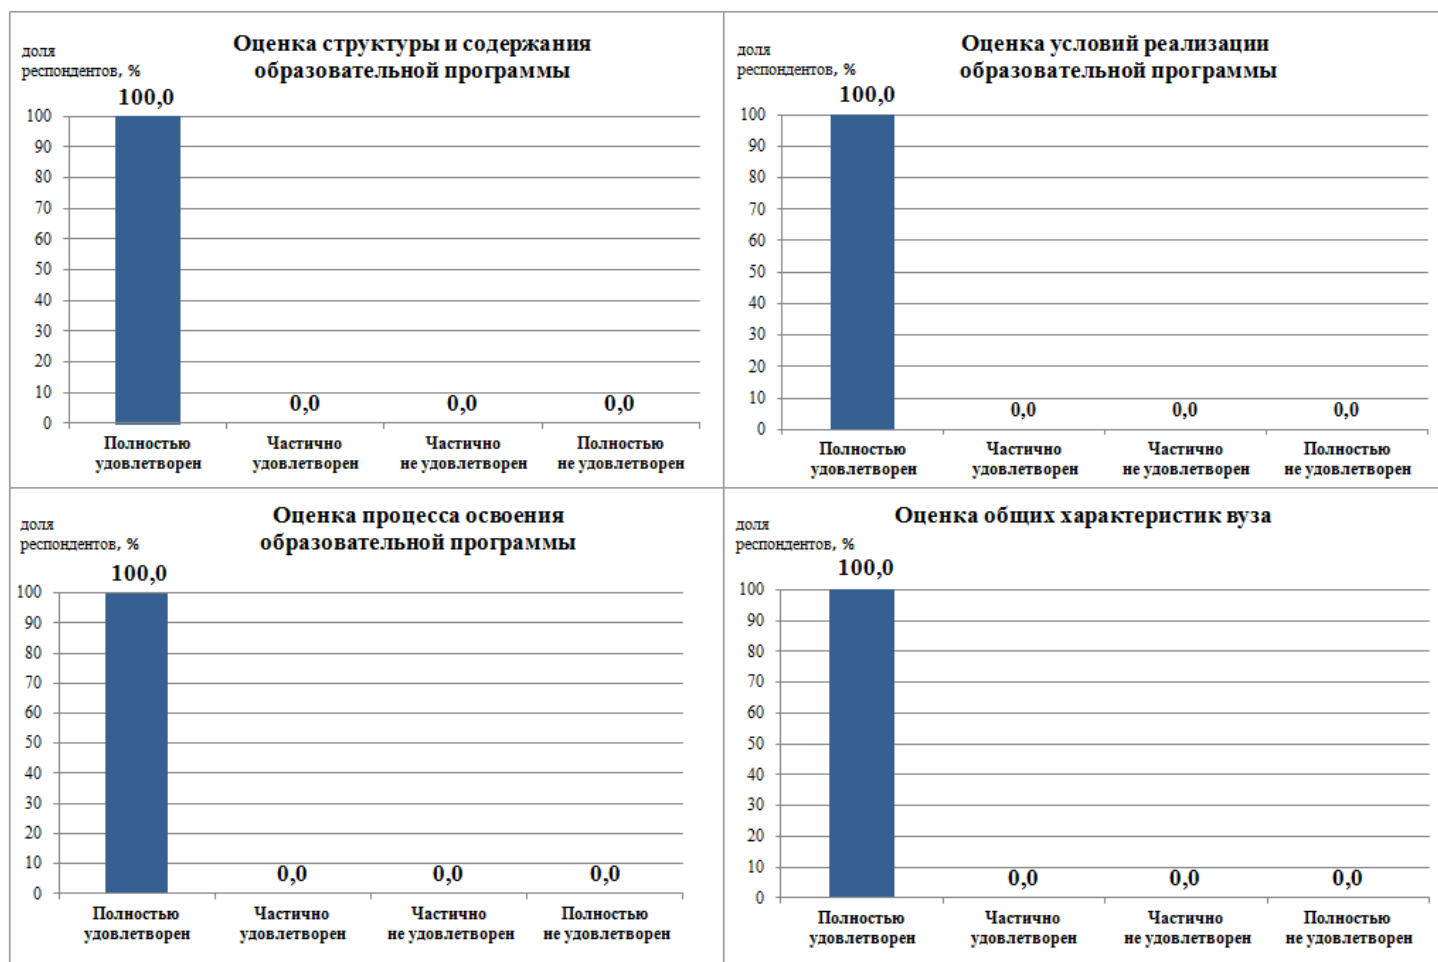 доля
респондентов, %
Оценка структуры и содержания
образовательной программы
100,0
100
90
80
70
60
50
40
30
20
10
0
0,0
0,0
0,0
Полностью
удовлетворен
Частично
удовлетворен
Частично
не удовлетворен
Полностью
не удовлетворен
доля
респондентов, %
Оценка условий реализации
образовательной программы
100,0
100
90
80
70
60
50
40
30
20
10
0
0,0
0,0
0,0
Полностью
удовлетворен
Частично
удовлетворен
Частично
не удовлетворен
Полностью
не удовлетворен
доля
респондентов, %
Оценка процесса освоения
образовательной программы
100,0
100
90
80
70
60
50
40
30
20
10
0
0,0
0,0
0,0
Полностью
удовлетворен
Частично
удовлетворен
Частично
не удовлетворен
Полностью
не удовлетворен
доля
респондентов, %
Оценка общих характеристик вуза
100,0
100
90
80
70
60
50
40
30
20
10
0
0,0
0,0
0,0
Полностью
удовлетворен
Частично
удовлетворен
Частично
не удовлетворен
Полностью
не удовлетворен